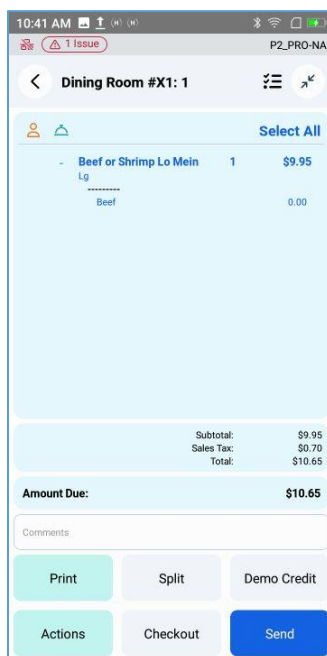 10:41 AM
1 Issue P2_PRO-NA
Dining Room #X1: 1
Select All
- Beef or Shrimp Lo Mein 1 $9.95
Lg
---------
Beef 0.00
Subtotal: $9.95
Sales Tax: $0.70
Total: $10.65
Amount Due: $10.65
Comments
Print Split Demo Credit
Actions Checkout Send